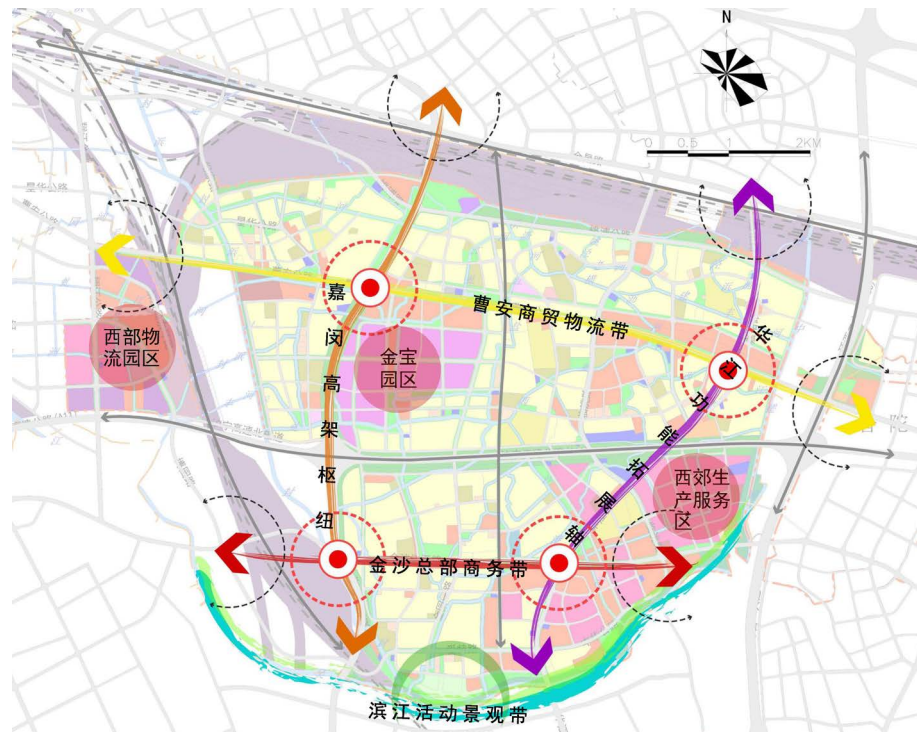 N
0 0.5 1 2KM
曹安商贸物流带
嘉闵高架枢纽
西部物
流园区
金宝
园区
华江功能拓展轴
西郊生
产服务
区
金沙总部商务带
滨江活动景观带